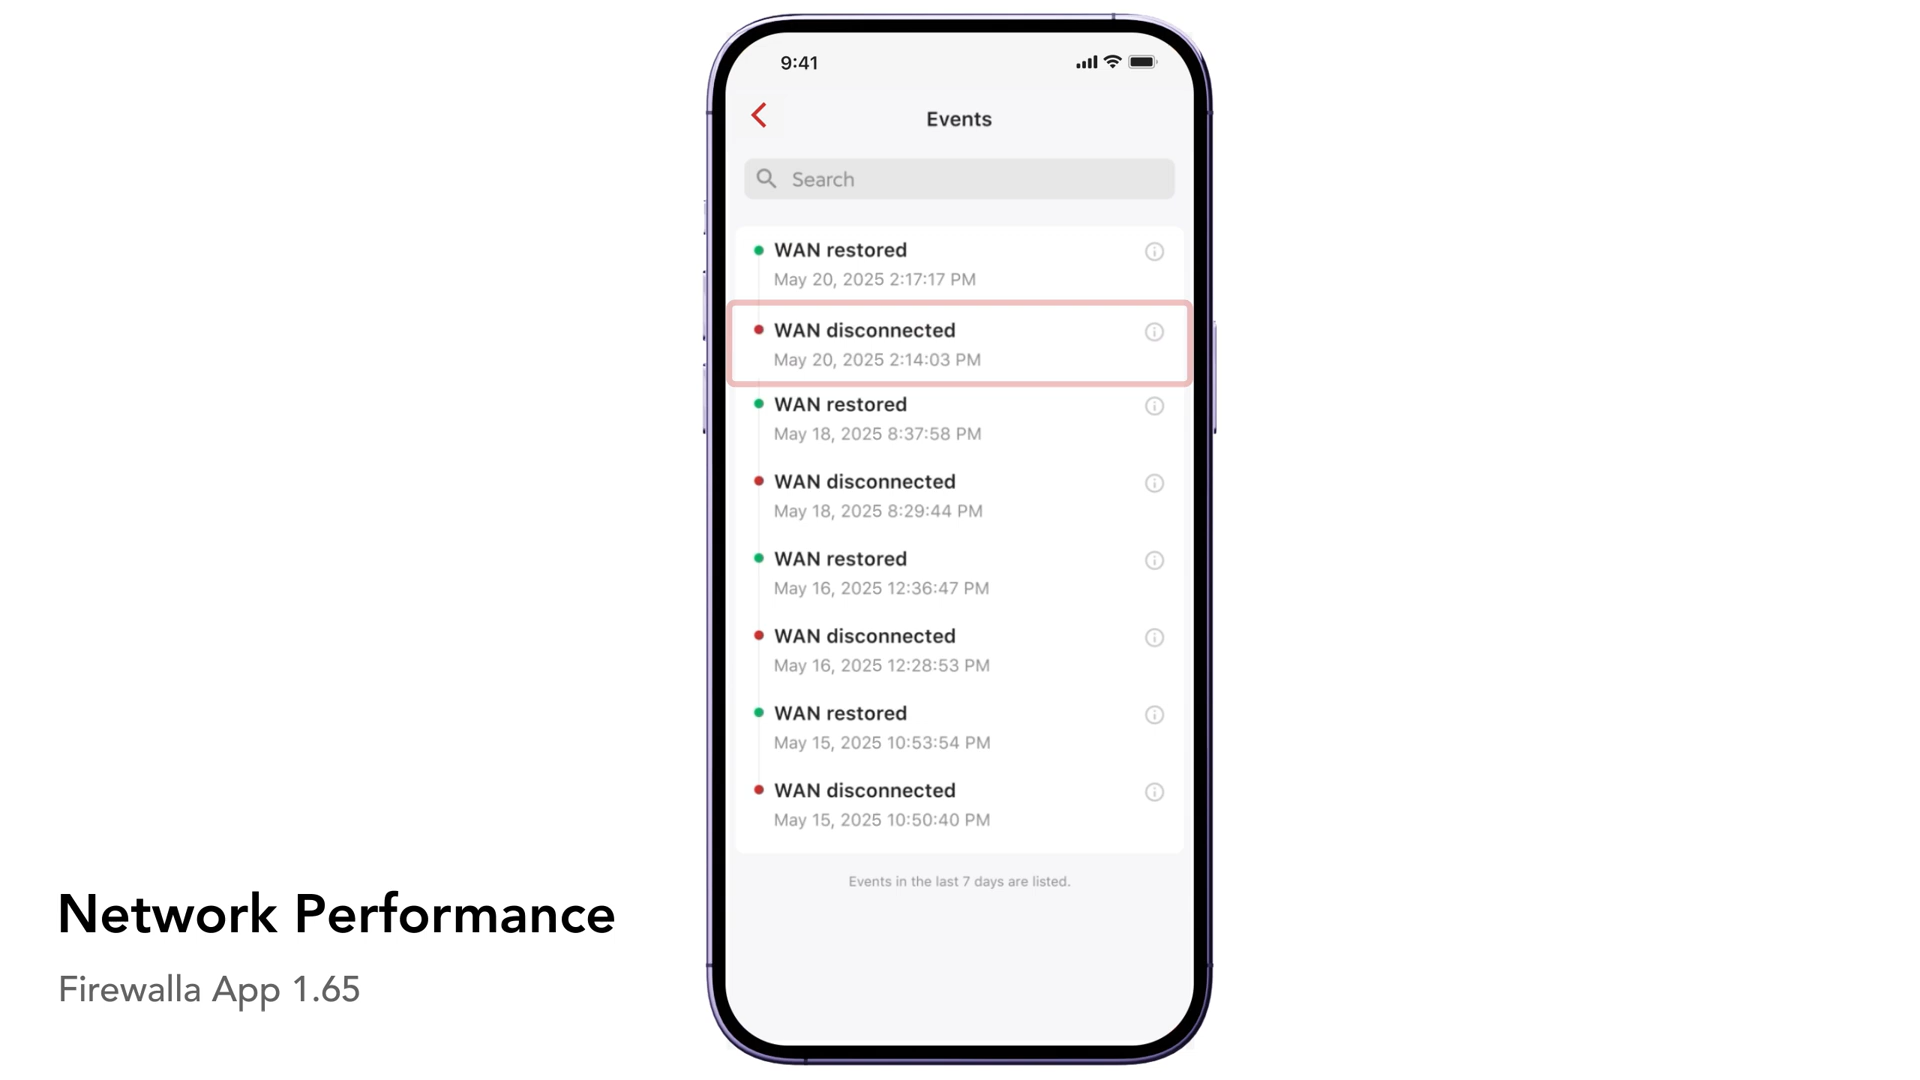 9:41
Events
Search
WAN restored
May 20, 2025 2:17:17 PM
WAN disconnected
May 20, 2025 2:14:03 PM
WAN restored
May 18, 2025 8:37:58 PM
WAN disconnected
May 18, 2025 8:29:44 PM
WAN restored
May 16, 2025 12:36:47 PM
WAN disconnected
May 16, 2025 12:28:53 PM
WAN restored
May 15, 2025 10:53:54 PM
WAN disconnected
May 15, 2025 10:50:40 PM
Events in the last 7 days are listed.
Network Performance
Firewalla App 1.65